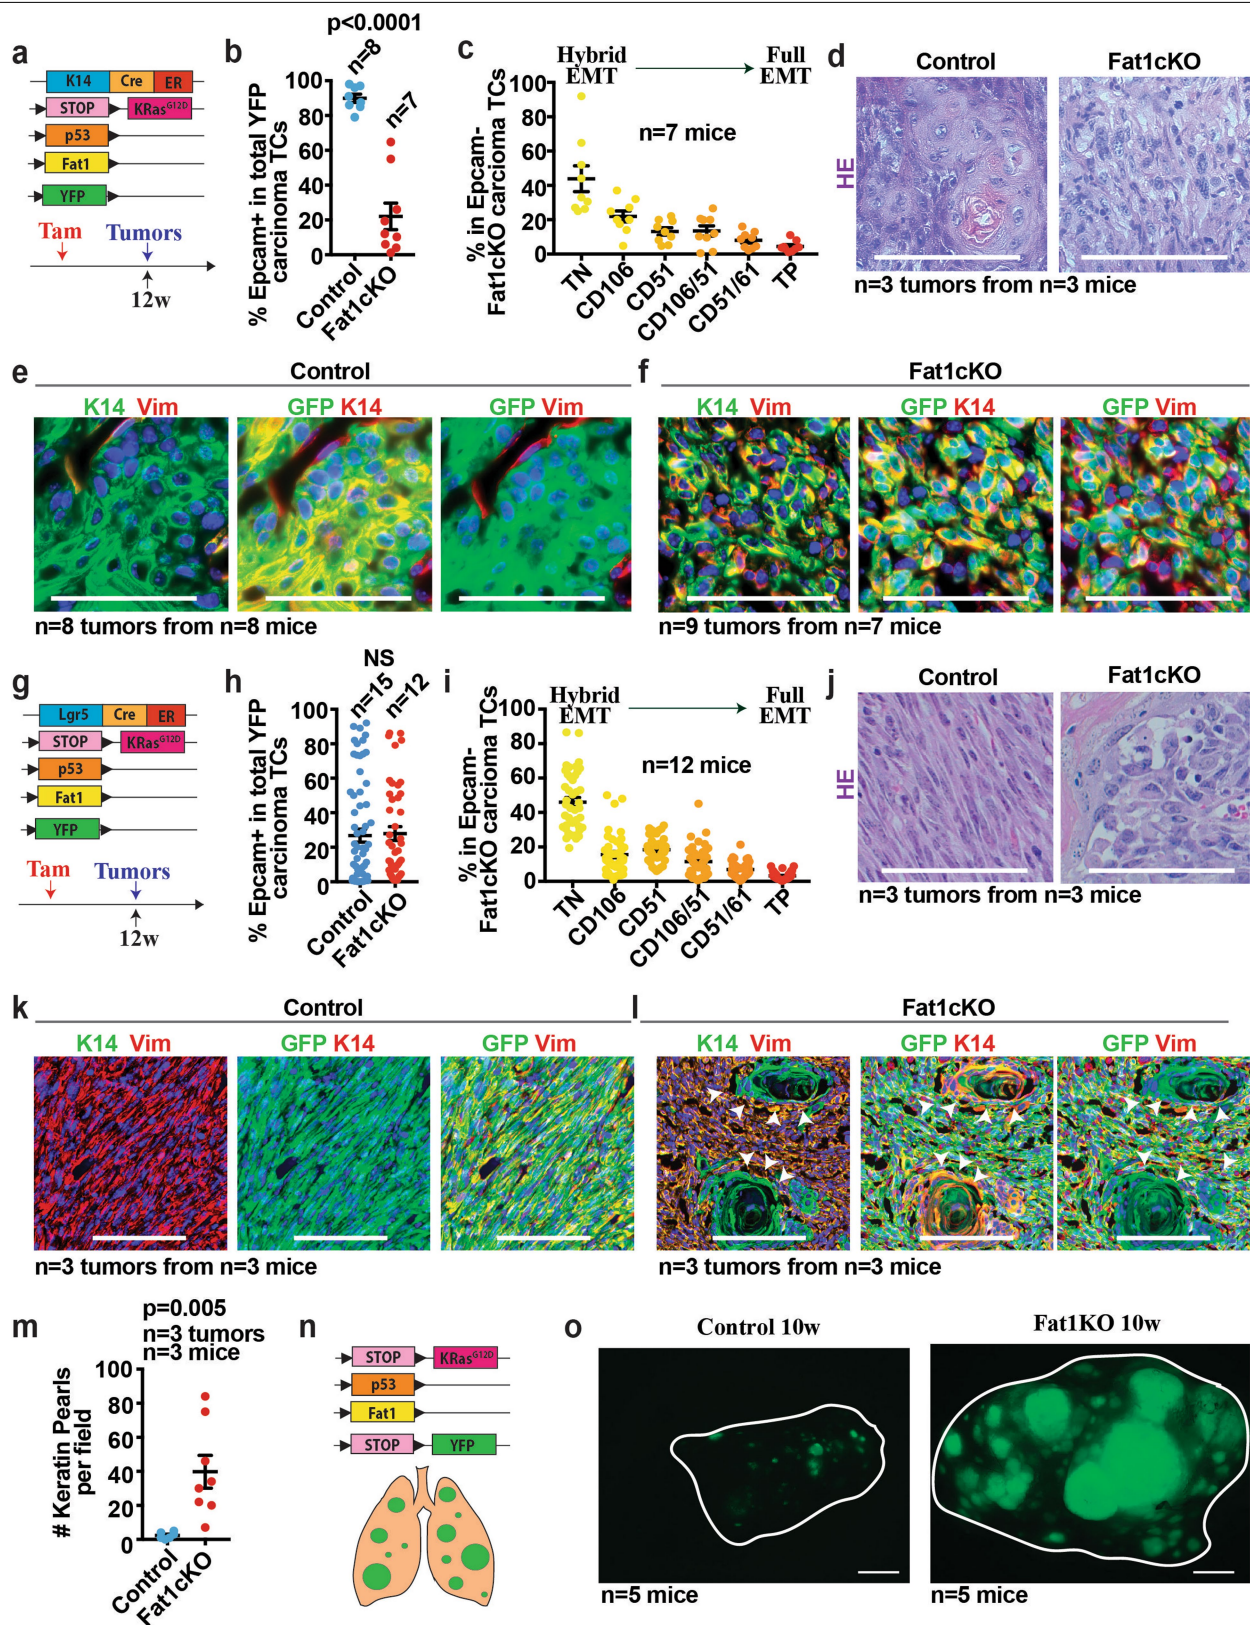 a
K14 Cre ER
STOP KRasG12D
p53
Fat1
YFP
Tam Tumors
12w
b
p<0.0001
n=8
n=7
% Epcam+ in total YFP
carcinoma TCs
100
80
60
40
20
0
Control
Fat1cKO
c
Hybrid
EMT
Full
EMT
n=7 mice
% in Epcam-
Fat1cKO carcioma TCs
100
80
60
40
20
0
TN
CD106
CD51
CD106/51
CD51/61
TP
d
Control Fat1cKO
HE
n=3 tumors from n=3 mice
e
Control
K14 Vim GFP K14 GFP Vim
n=8 tumors from n=8 mice
f
Fat1cKO
K14 Vim GFP K14 GFP Vim
n=9 tumors from n=7 mice
g
Lgr5 Cre ER
STOP KRasG12D
p53
Fat1
YFP
Tam Tumors
12w
h
NS
n=15
n=12
% Epcam+ in total YFP
carcinoma TCs
100
80
60
40
20
0
Control
Fat1cKO
i
Hybrid
EMT
Full
EMT
n=12 mice
% in Epcam-
Fat1cKO carcioma TCs
100
80
60
40
20
0
TN
CD106
CD51
CD106/51
CD51/61
TP
j
Control Fat1cKO
HE
n=3 tumors from n=3 mice
k
Control
K14 Vim GFP K14 GFP Vim
n=3 tumors from n=3 mice
l
Fat1cKO
K14 Vim GFP K14 GFP Vim
n=3 tumors from n=3 mice
m
p=0.005
n=3 tumors
n=3 mice
# Keratin Pearls
per field
100
80
60
40
20
0
Control
Fat1cKO
n
STOP KRasG12D
p53
Fat1
STOP YFP
o
Control 10w Fat1KO 10w
n=5 mice n=5 mice